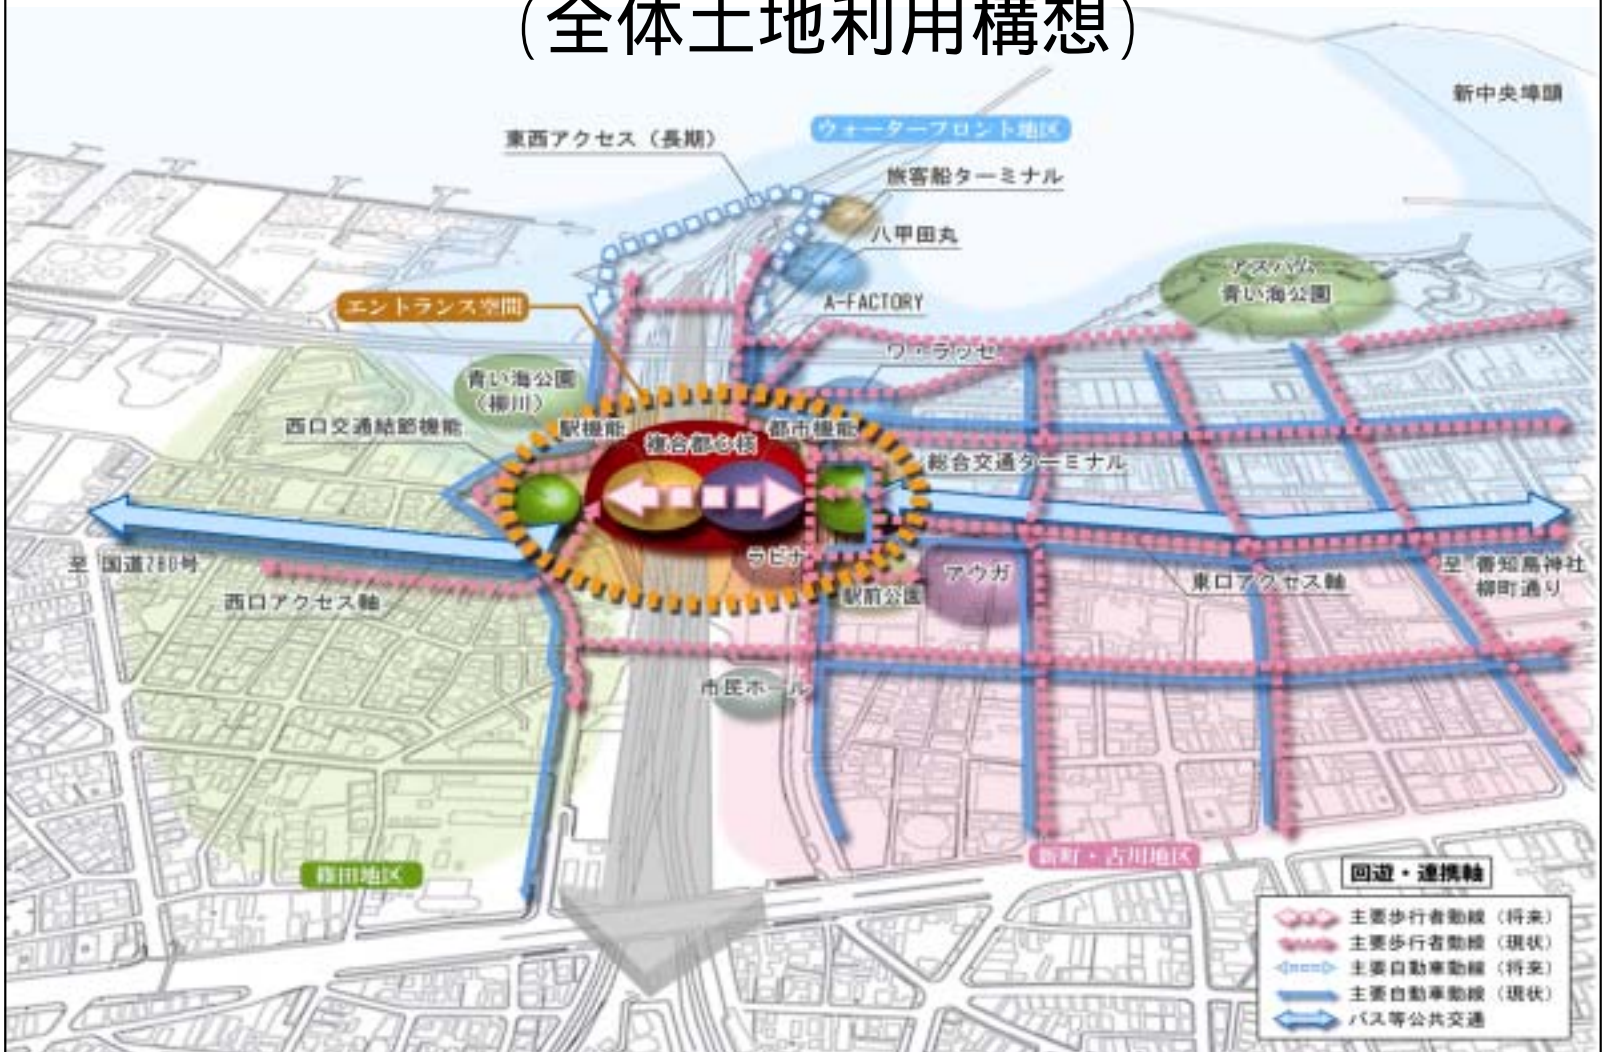 （全体土地利用構想）
新中央埠頭
東西アクセス（長期）
ウォーターフロント地区
旅客船ターミナル
八甲田丸
アスパム
青い海公園
エントランス空間
A-FACTORY
ワ・ラッセ
青い海公園
（柳川）
西口交通結節機能
駅機能
複合都心核
都市機能
総合交通ターミナル
至 国道280号
ラビナ
アウガ
至 善知鳥神社
柳町通り
西口アクセス軸
駅前公園
東口アクセス軸
市民ホール
篠田地区
新町・古川地区
回遊・連携軸
主要歩行者動線（将来）
主要歩行者動線（現状）
主要自動車動線（将来）
主要自動車動線（現状）
バス等公共交通